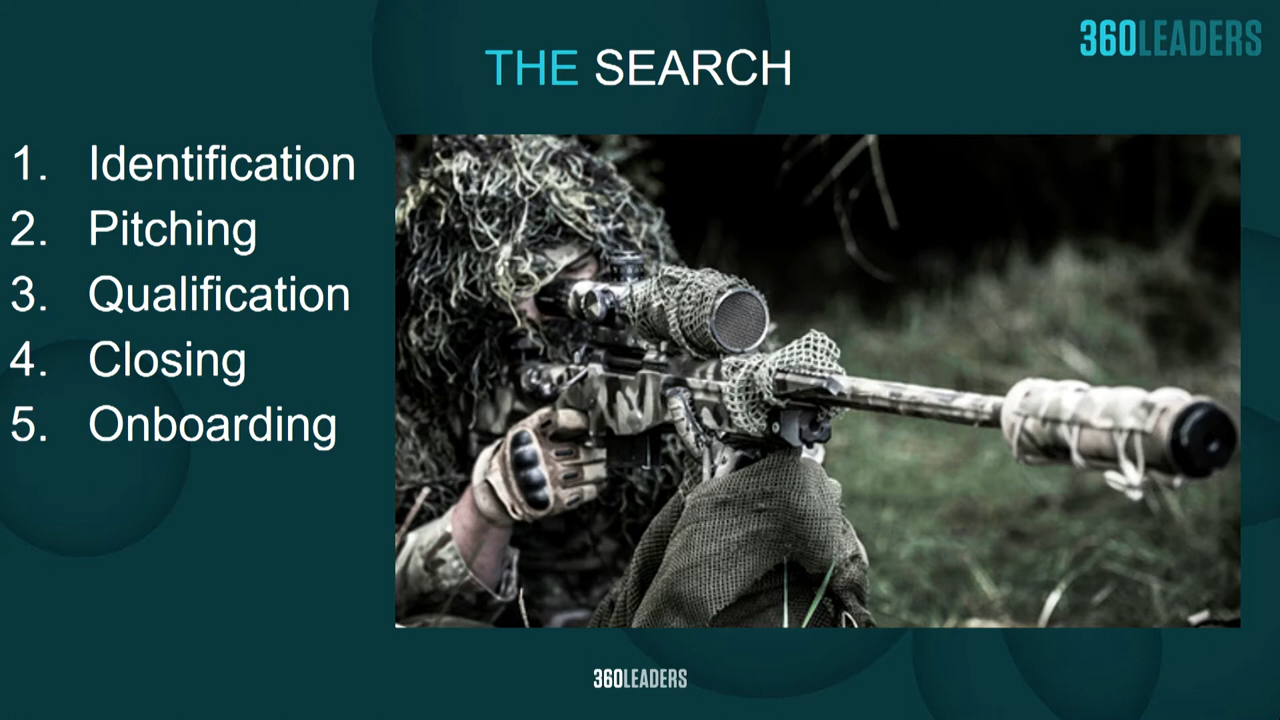 360LEADERS
THE SEARCH
1. Identification
2. Pitching
3. Qualification
4. Closing
5. Onboarding
360LEADERS